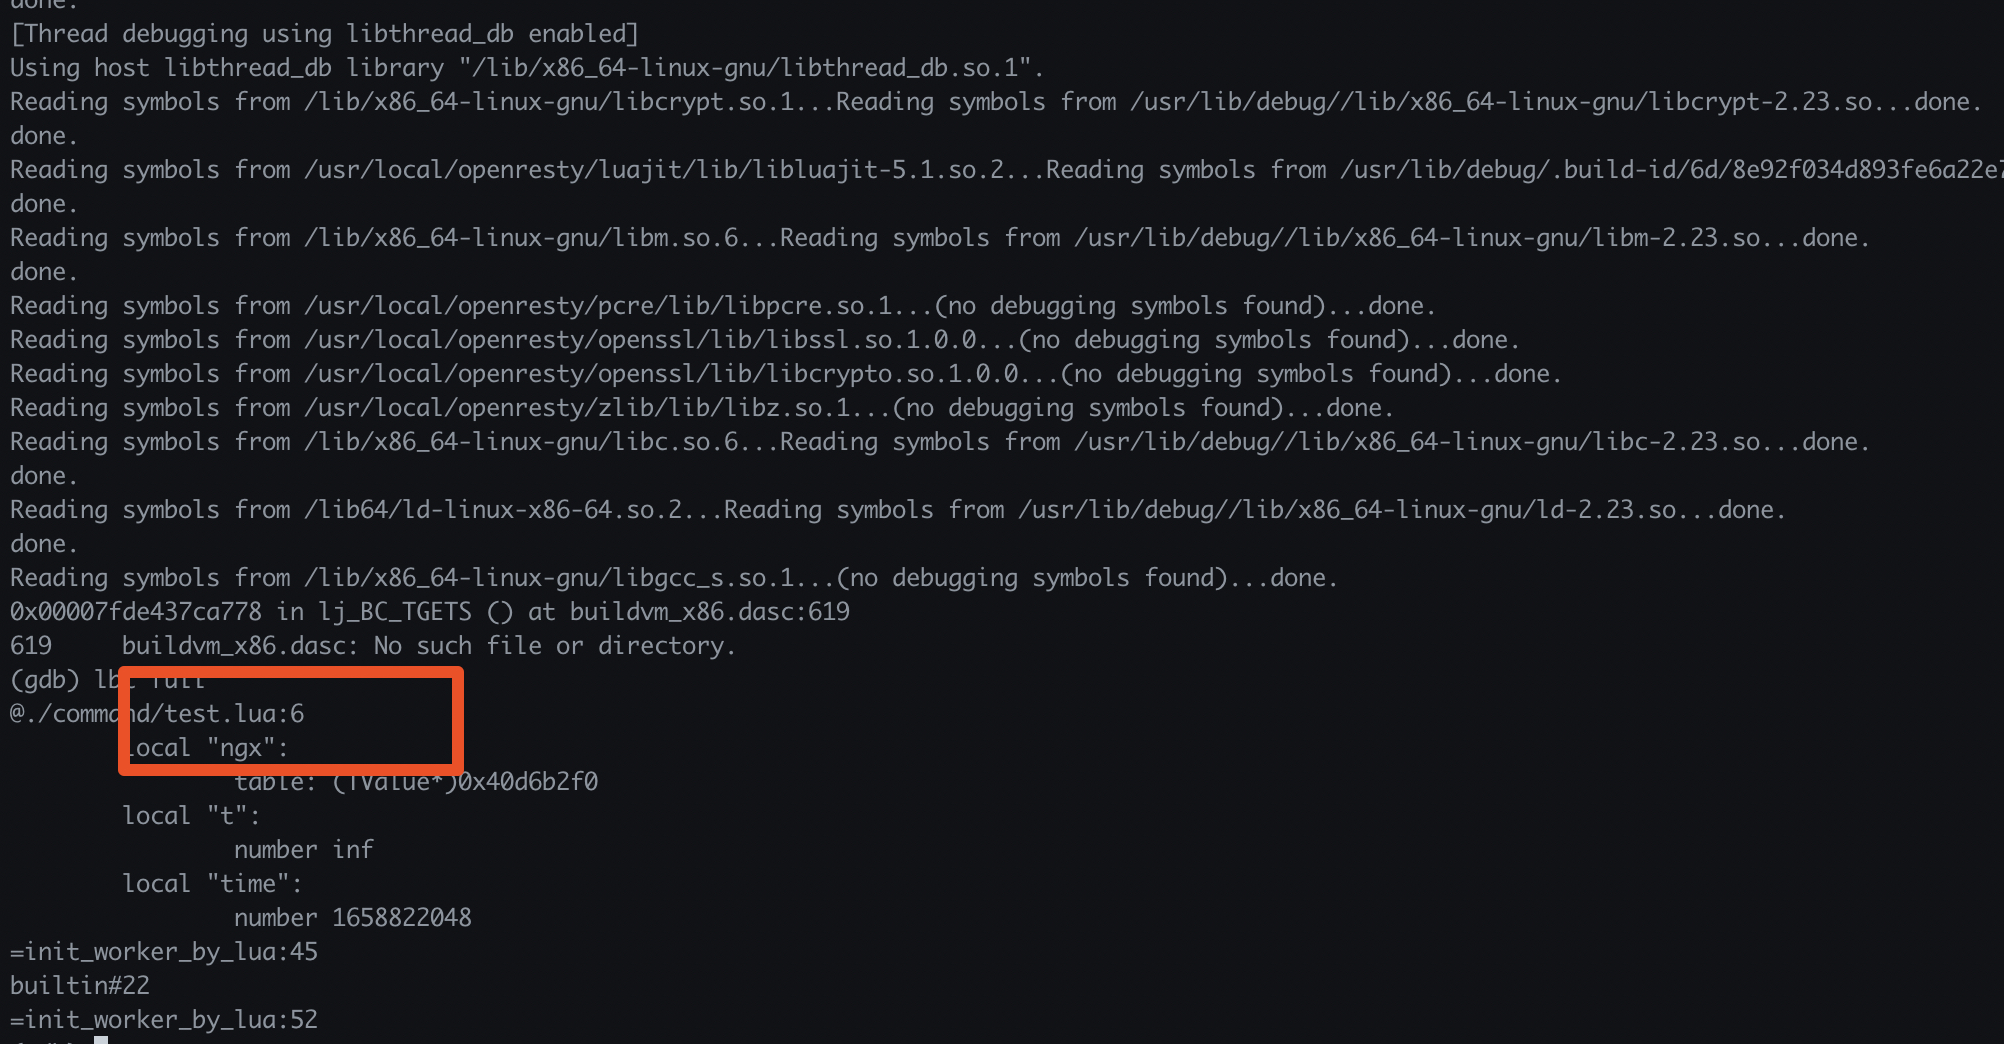 done.
[Thread debugging using libthread_db enabled]
Using host libthread_db library "/lib/x86_64-linux-gnu/libthread_db.so.1".
Reading symbols from /lib/x86_64-linux-gnu/libcrypt.so.1...Reading symbols from /usr/lib/debug//lib/x86_64-linux-gnu/libcrypt-2.23.so...done.
done.
Reading symbols from /usr/local/openresty/luajit/lib/libluajit-5.1.so.2...Reading symbols from /usr/lib/debug/.build-id/6d/8e92f034d893fe6a22e7
done.
Reading symbols from /lib/x86_64-linux-gnu/libm.so.6...Reading symbols from /usr/lib/debug//lib/x86_64-linux-gnu/libm-2.23.so...done.
done.
Reading symbols from /usr/local/openresty/pcre/lib/libpcre.so.1...(no debugging symbols found)...done.
Reading symbols from /usr/local/openresty/openssl/lib/libssl.so.1.0.0...(no debugging symbols found)...done.
Reading symbols from /usr/local/openresty/openssl/lib/libcrypto.so.1.0.0...(no debugging symbols found)...done.
Reading symbols from /usr/local/openresty/zlib/lib/libz.so.1...(no debugging symbols found)...done.
Reading symbols from /lib/x86_64-linux-gnu/libc.so.6...Reading symbols from /usr/lib/debug//lib/x86_64-linux-gnu/libc-2.23.so...done.
done.
Reading symbols from /lib64/ld-linux-x86-64.so.2...Reading symbols from /usr/lib/debug//lib/x86_64-linux-gnu/ld-2.23.so...done.
done.
Reading symbols from /lib/x86_64-linux-gnu/libgcc_s.so.1...(no debugging symbols found)...done.
0x00007fde437ca778 in lj_BC_TGETS () at buildvm_x86.dasc:619
619     buildvm_x86.dasc: No such file or directory.
(gdb) lbt full
@./command/test.lua:6
        local "ngx":
                table: (TValue*)0x40d6b2f0
        local "t":
                number inf
        local "time":
                number 1658822048
=init_worker_by_lua:45
builtin#22
=init_worker_by_lua:52